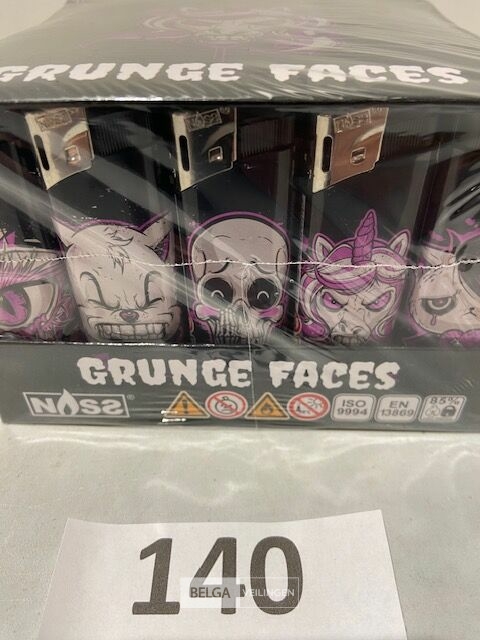 GRUNGE FACES
GRUNGE FACES
NOSS
ISO
9994
EN
13869
85%
140
BELGA VEILINGEN